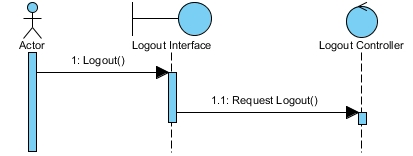 Actor
Logout Interface
Logout Controller
1: Logout()
1.1: Request Logout()